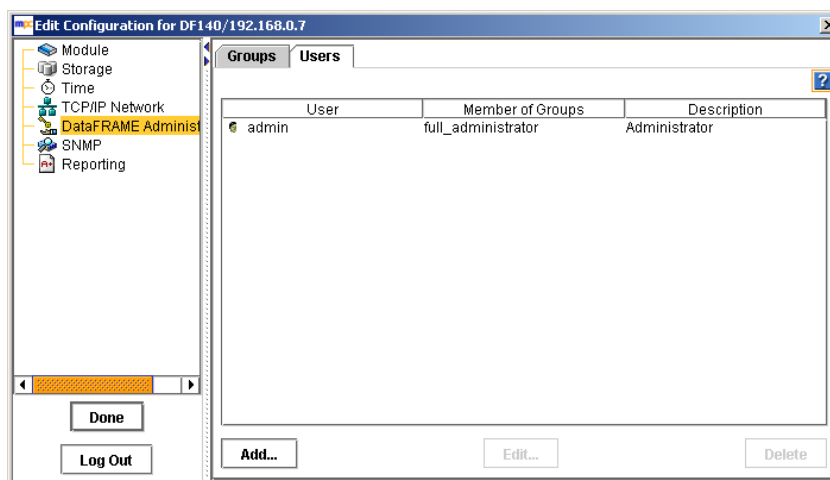 mpc Edit Configuration for DF140/192.168.0.7
Module
Storage
Time
TCP/IP Network
DataFRAME Administ
SNMP
Reporting
Done
Log Out
Groups Users
?
User Member of Groups Description
admin full_administrator Administrator
Add... Edit... Delete